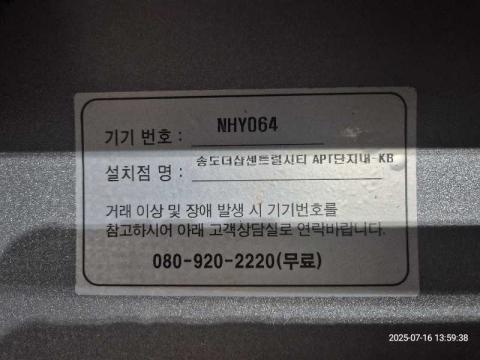 기기 번호 : NHY064
설치점 명 : 송도더샵센트럴시티 APT단지내-KB
거래 이상 및 장애 발생 시 기기번호를
참고하시어 아래 고객상담실로 연락바랍니다.
080-920-2220(무료)
2025-07-16 13:59:38